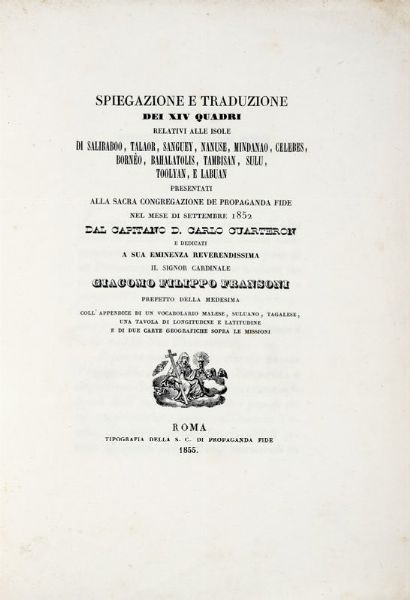 SPIEGAZIONE E TRADUZIONE
DEI XIV QUADRI
RELATIVI ALLE ISOLE
DI SALIBABOO, TALAOR, SANGUEY, NANUSE, MINDANAO, CELEBES,
BORNÉO, BAHALATOLIS, TAMBISAN, SULU,
TOOLYAN, E LABUAN
PRESENTATI
ALLA SACRA CONGREGAZIONE DE PROPAGANDA FIDE
NEL MESE DI SETTEMBRE 1852
DAL CAPITANO D. CARLO CUARTERON
E DEDICATI
A SUA EMINENZA REVERENDISSIMA
IL SIGNOR CARDINALE
GIACOMO FILIPPO FRANSONI
PREFETTO DELLA MEDESIMA
COLL' APPENDICE DI UN VOCABOLARIO MALESE, SULUANO, TAGALESE,
UNA TAVOLA DI LONGITUDINE E LATITUDINE
E DI DUE CARTE GEOGRAFICHE SOPRA LE MISSIONI
ROMA
TIPOGRAFIA DELLA S. C. DI PROPAGANDA FIDE
1855.